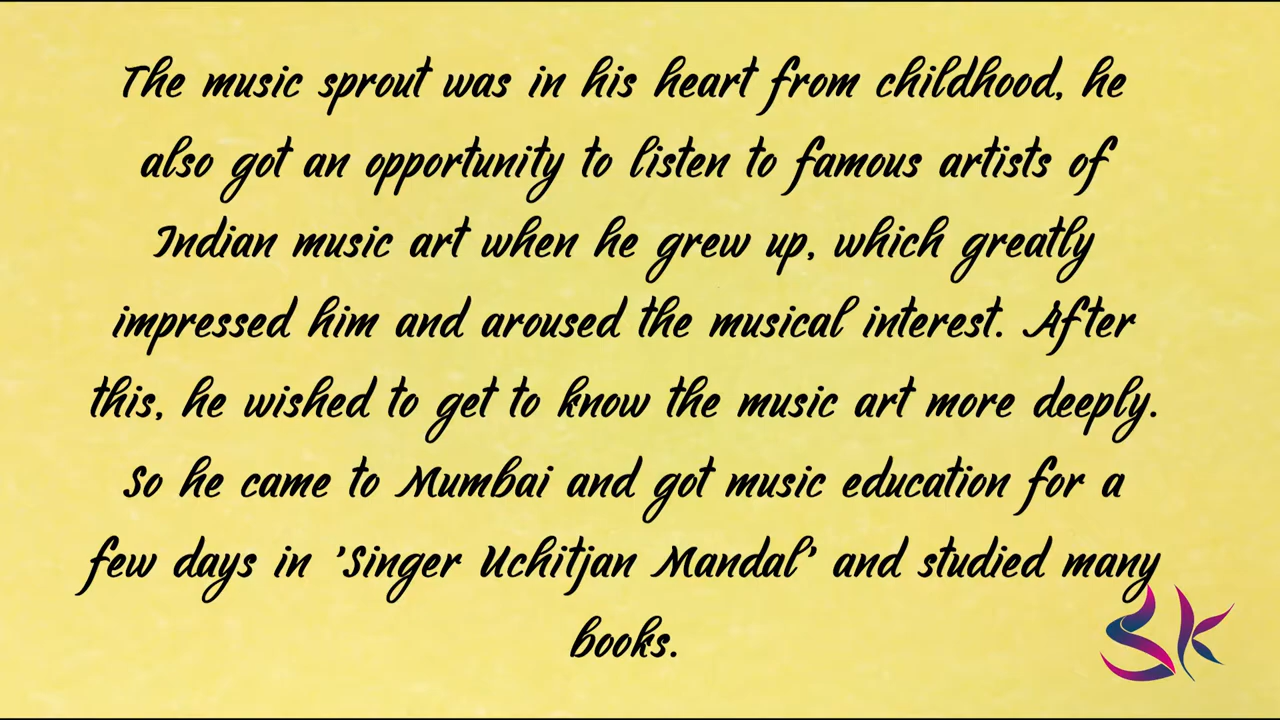 The music sprout was in his heart from childhood, he
also got an opportunity to listen to famous artists of
Indian music art when he grew up, which greatly
impressed him and aroused the musical interest. After
this, he wished to get to know the music art more deeply.
So he came to Mumbai and got music education for a
few days in 'Singer Uchitjan Mandal' and studied many
books.
SK